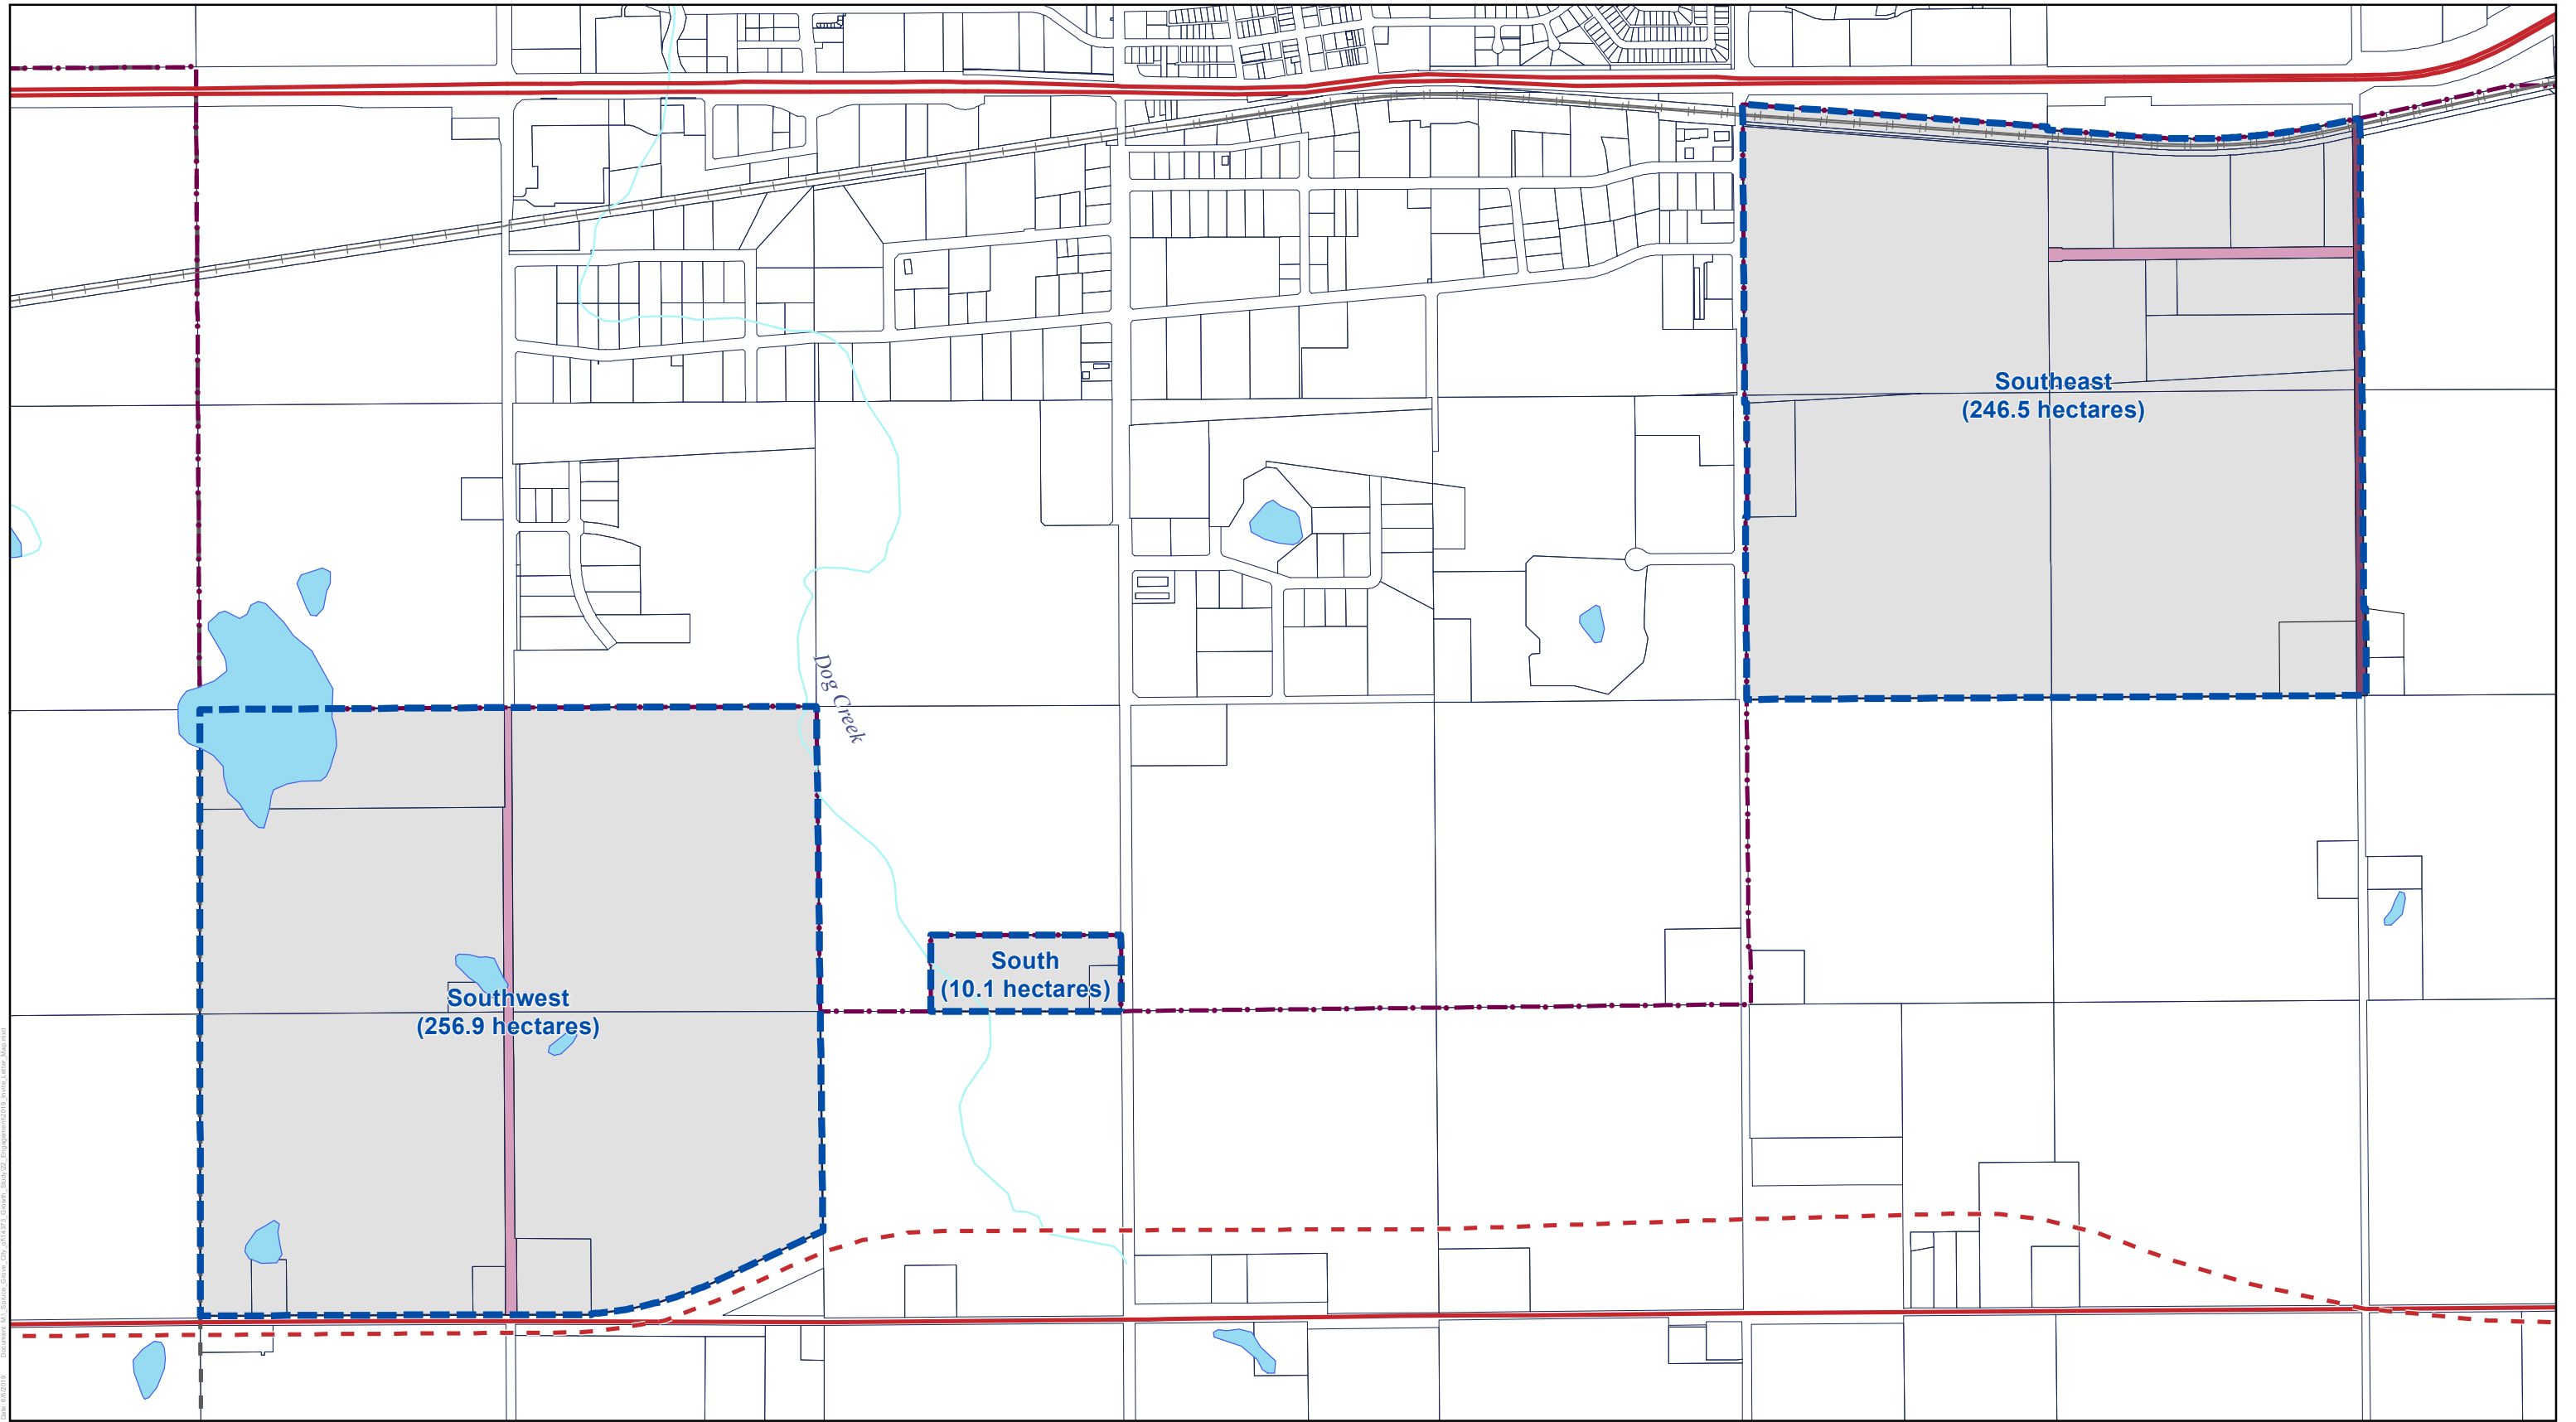 Southeast
(246.5 hectares)
Dog Creek
South
(10.1 hectares)
Southwest
(256.9 hectares)